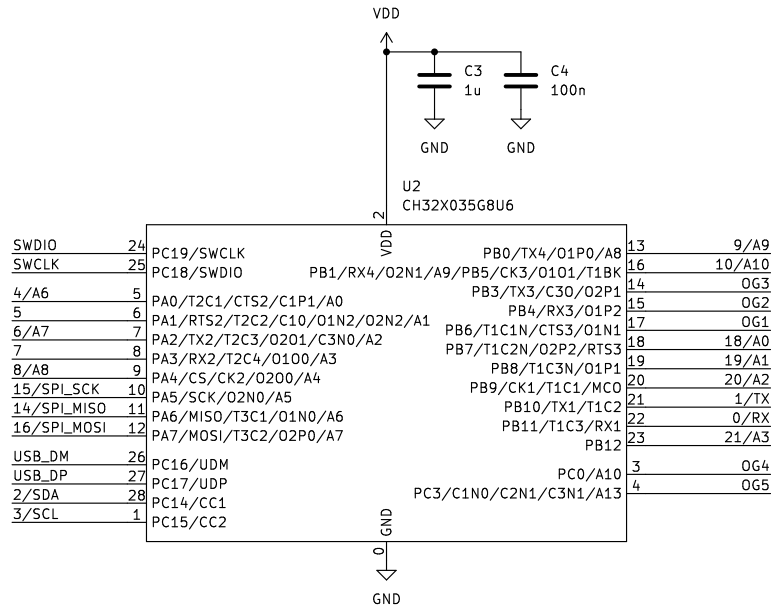 VDD
C3
1u
C4
100n
GND
GND
U2
CH32X035G8U6
2
VDD
SWDIO 24 PC19/SWCLK
SWCLK 25 PC18/SWDIO
4/A6 5 PA0/T2C1/CTS2/C1P1/A0
5 6 PA1/RTS2/T2C2/C10/O1N2/O2N2/A1
6/A7 7 PA2/TX2/T2C3/O2O1/C3N0/A2
7 8 PA3/RX2/T2C4/O1O0/A3
8/A8 9 PA4/CS/CK2/O2O0/A4
15/SPI_SCK 10 PA5/SCK/O2N0/A5
14/SPI_MISO 11 PA6/MISO/T3C1/O1N0/A6
16/SPI_MOSI 12 PA7/MOSI/T3C2/O2P0/A7
USB_DM 26 PC16/UDM
USB_DP 27 PC17/UDP
2/SDA 28 PC14/CC1
3/SCL 1 PC15/CC2
PB0/TX4/O1P0/A8 13 9/A9
PB1/RX4/O2N1/A9/PB5/CK3/O1O1/T1BK 16 10/A10
PB3/TX3/C3O/O2P1 14 OG3
PB4/RX3/O1P2 15 OG2
PB6/T1C1N/CTS3/O1N1 17 OG1
PB7/T1C2N/O2P2/RTS3 18 18/A0
PB8/T1C3N/O1P1 19 19/A1
PB9/CK1/T1C1/MCO 20 20/A2
PB10/TX1/T1C2 21 1/TX
PB11/T1C3/RX1 22 0/RX
PB12 23 21/A3
PC0/A10 3 OG4
PC3/C1N0/C2N1/C3N1/A13 4 OG5
GND
0
GND